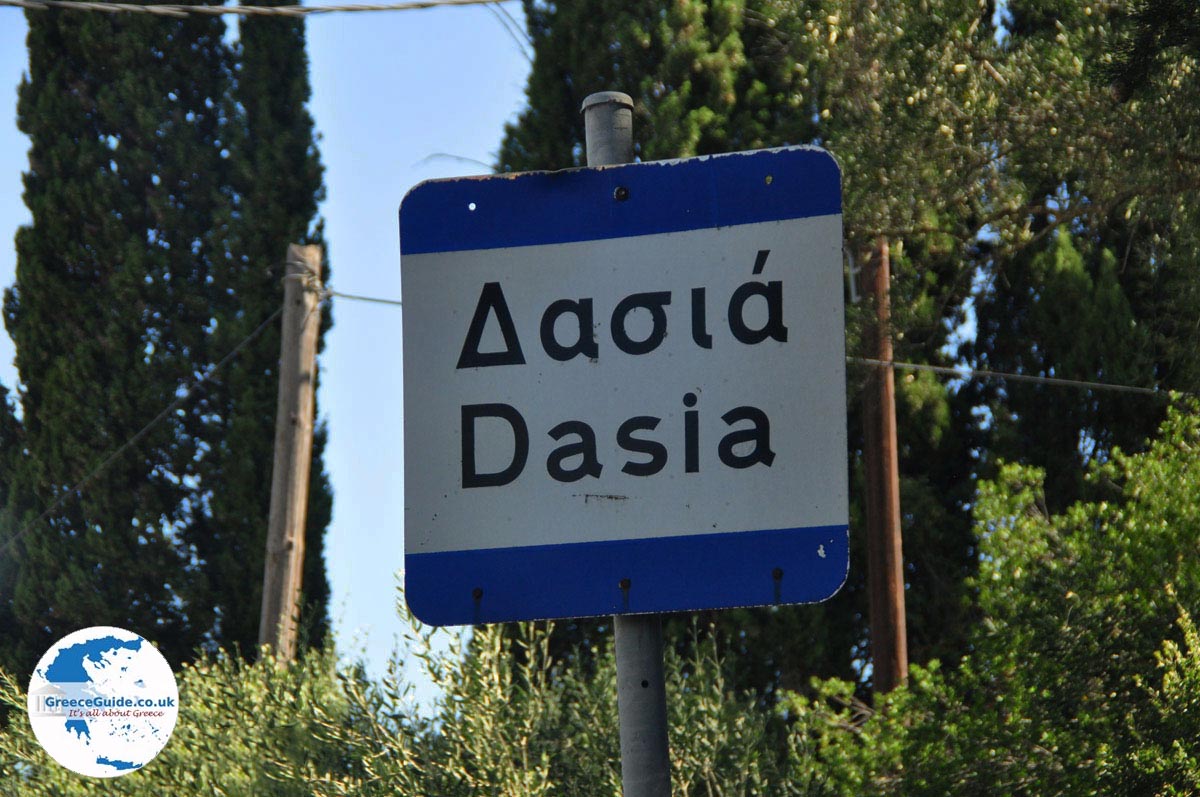 Δασιά
Dasia
GreeceGuide.co.uk
It's all about Greece